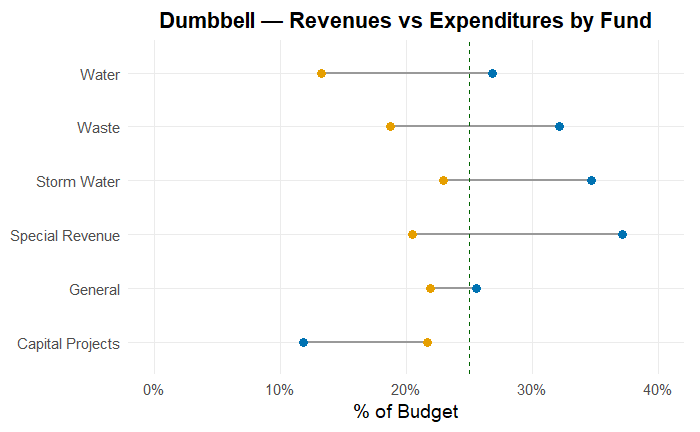 Dumbbell — Revenues vs Expenditures by Fund
Water
Waste
Storm Water
Special Revenue
General
Capital Projects
0% 10% 20% 30% 40%
% of Budget